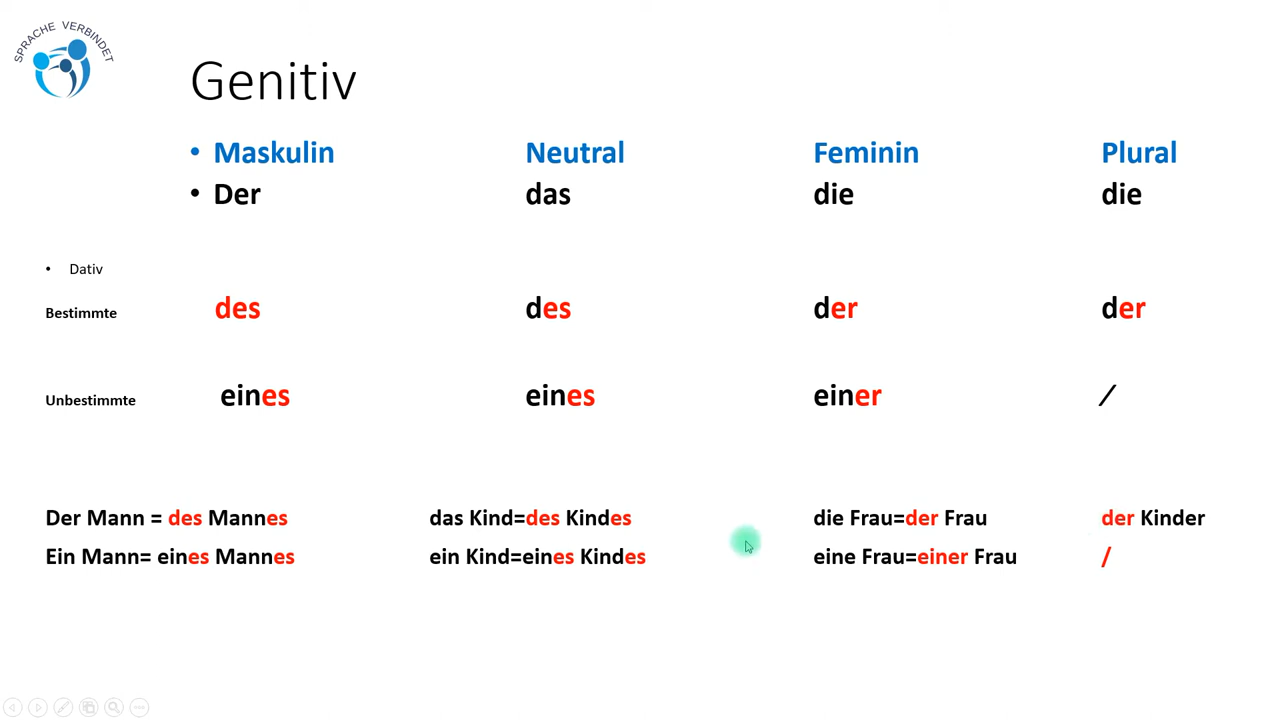 SPRACHE VERBINDET
Genitiv
• Maskulin Neutral Feminin Plural
• Der das die die
• Dativ
Bestimmte des des der der
Unbestimmte eines eines einer /
Der Mann = des Mannes das Kind=des Kindes die Frau=der Frau der Kinder
Ein Mann= eines Mannes ein Kind=eines Kindes eine Frau=einer Frau /